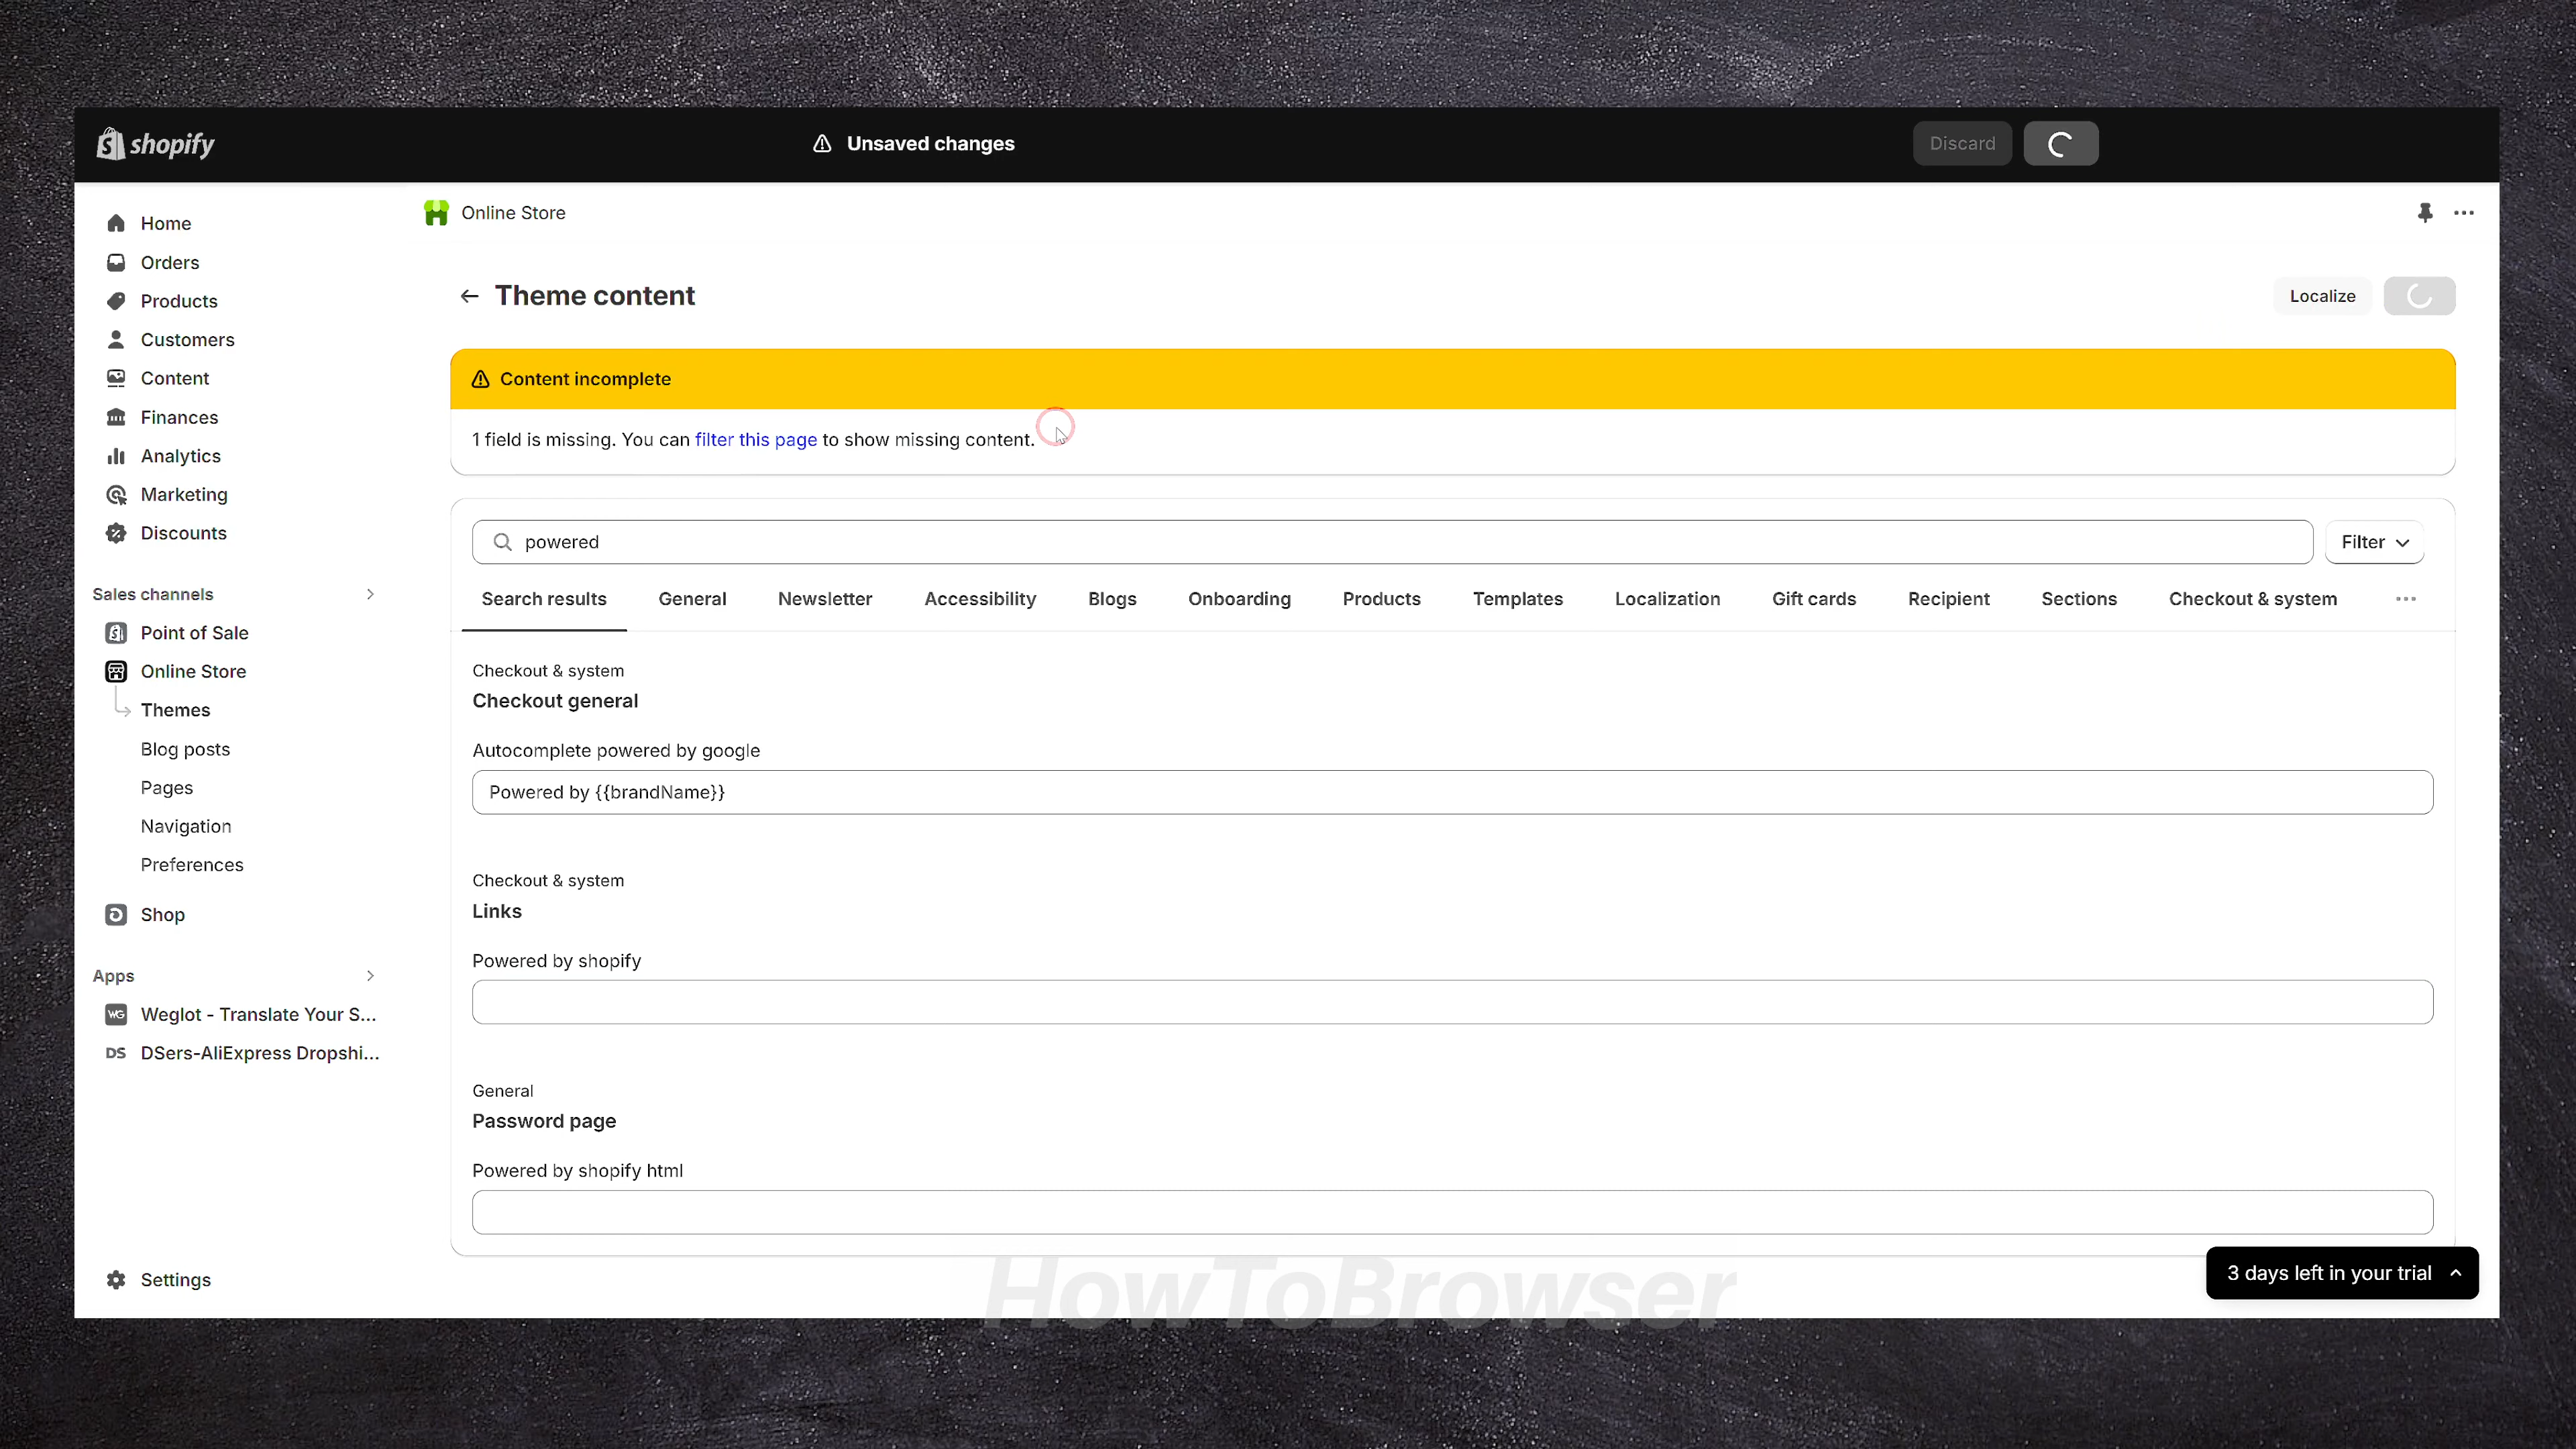 shopify
Unsaved changes
Discard
Home
Orders
Products
Customers
Content
Finances
Analytics
Marketing
Discounts
Sales channels
Point of Sale
Online Store
Themes
Blog posts
Pages
Navigation
Preferences
Shop
Apps
WG Weglot - Translate Your S...
DS DSers-AliExpress Dropshi...
Settings
Online Store
Theme content
Localize
Content incomplete
1 field is missing. You can filter this page to show missing content.
powered
Filter
Search results General Newsletter Accessibility Blogs Onboarding Products Templates Localization Gift cards Recipient Sections Checkout & system
Checkout & system
Checkout general
Autocomplete powered by google
Powered by {{brandName}}
Checkout & system
Links
Powered by shopify
General
Password page
Powered by shopify html
3 days left in your trial
HowToBrowser